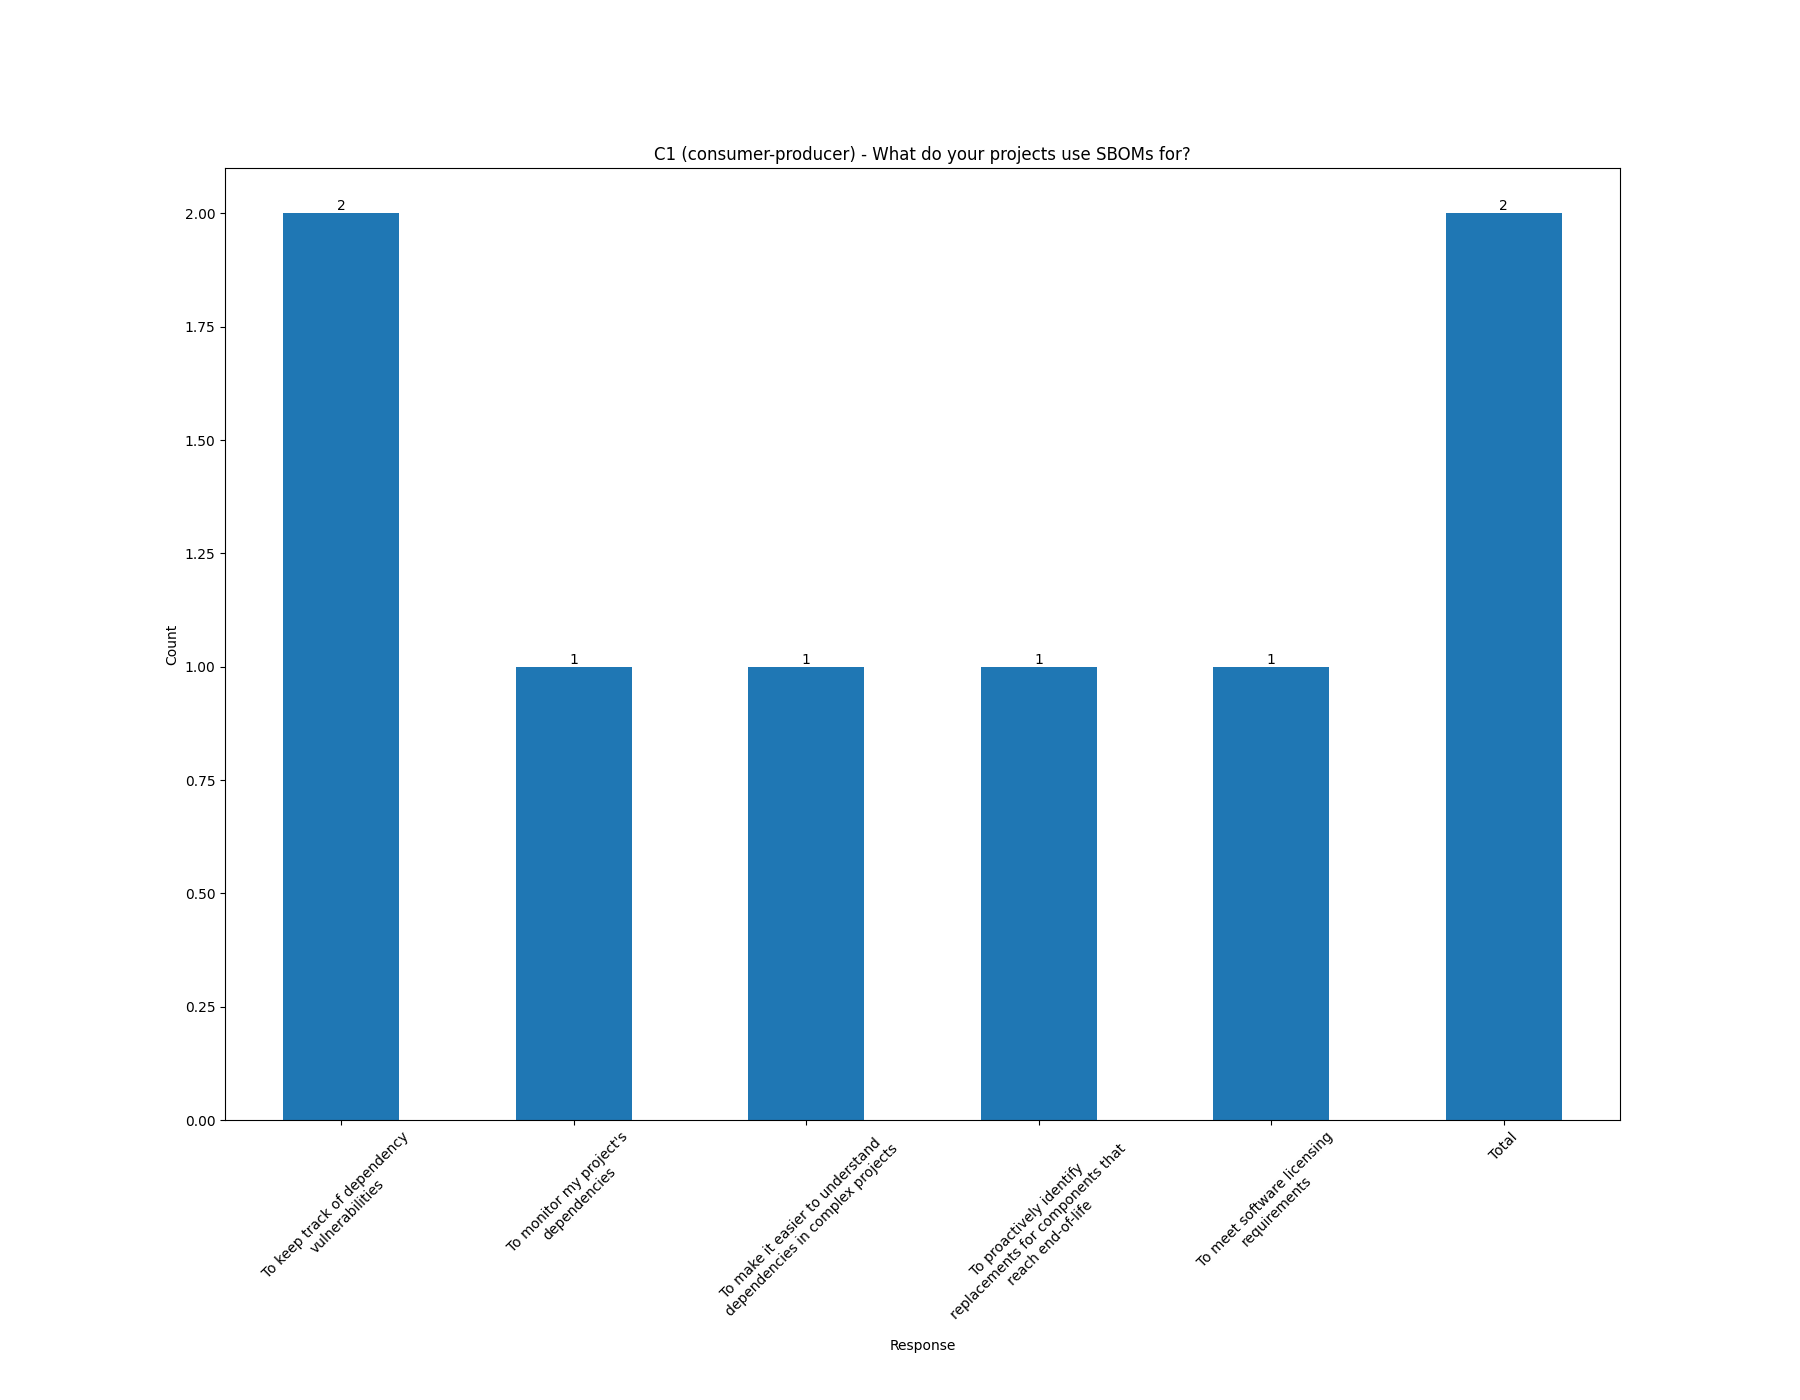 C1 (consumer-producer) - What do your projects use SBOMs for?
2
1
1
1
1
2
2.00
1.75
1.50
1.25
1.00
0.75
0.50
0.25
0.00
Count
To keep track of dependency
vulnerabilities
To monitor my project's
dependencies
To make it easier to understand
dependencies in complex projects
To proactively identify
replacements for components that
reach end-of-life
To meet software licensing
requirements
Total
Response